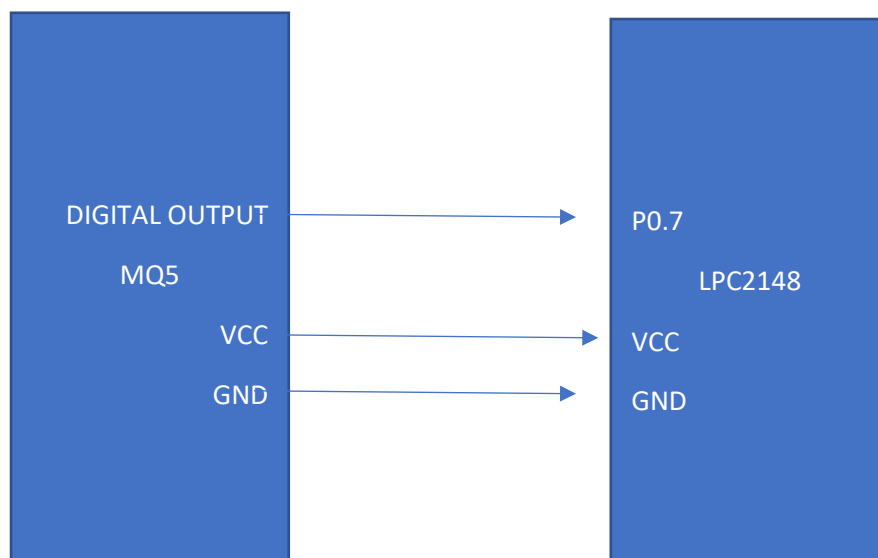 DIGITAL OUTPUT
MQ5
VCC
GND
P0.7
LPC2148
VCC
GND